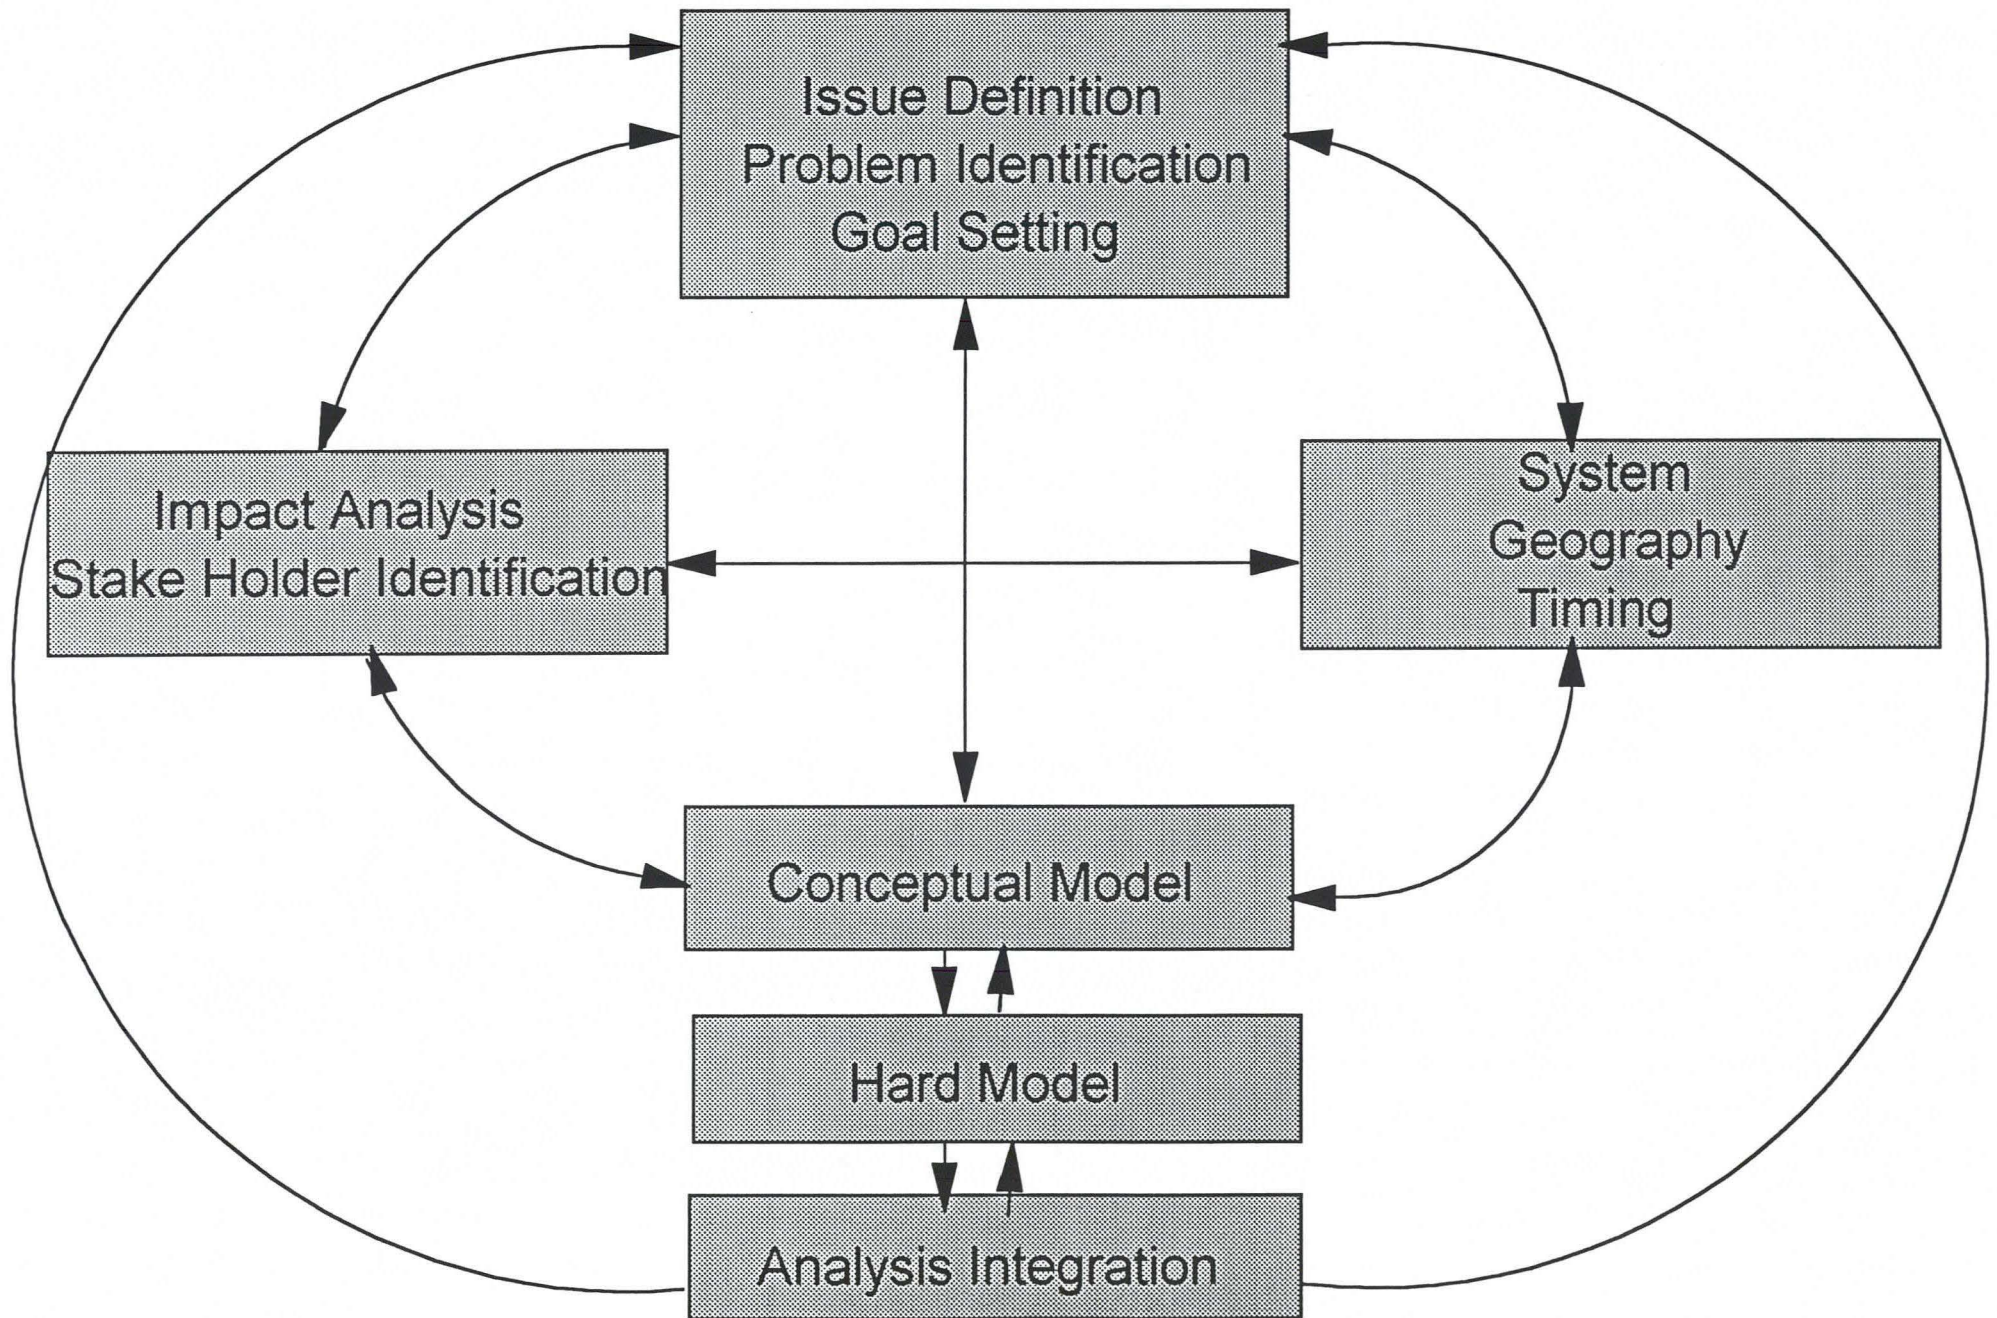 Issue Definition
Problem Identification
Goal Setting
Impact Analysis
Stake Holder Identification
System
Geography
Timing
Conceptual Model
Hard Model
Analysis Integration